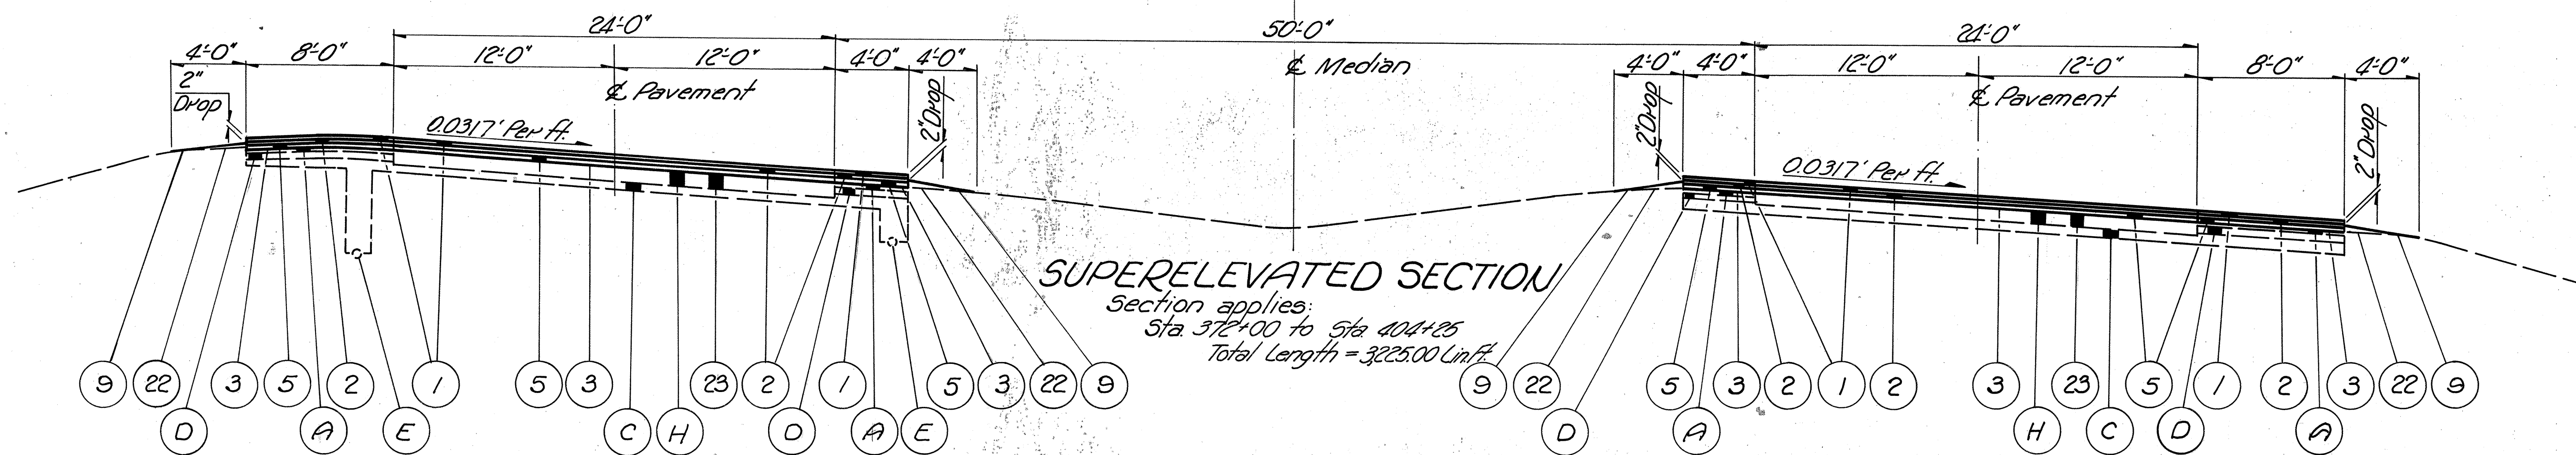 24'-0" 50'-0" 24'-0"
4'-0" 8'-0" 12'-0" 12'-0" 4'-0" 4'-0" 4'-0" 4'-0" 12'-0" 12'-0" 8'-0" 4'-0"
℄ Pavement ℄ Median ℄ Pavement
2"
Drop
0.0317' Per ft.
2" Drop
2" Drop
0.0317' Per ft.
2" Drop
SUPERELEVATED SECTION
Section applies:
Sta. 372+00 to Sta. 404+25
Total Length = 3,225.00 Lin.Ft.
9 22 3 5 2 1 5 3 23 2 1 5 3 22 9 9 22 5 3 2 1 2 3 23 5 1 2 3 22 9
D A E C H D A E D A H C D A